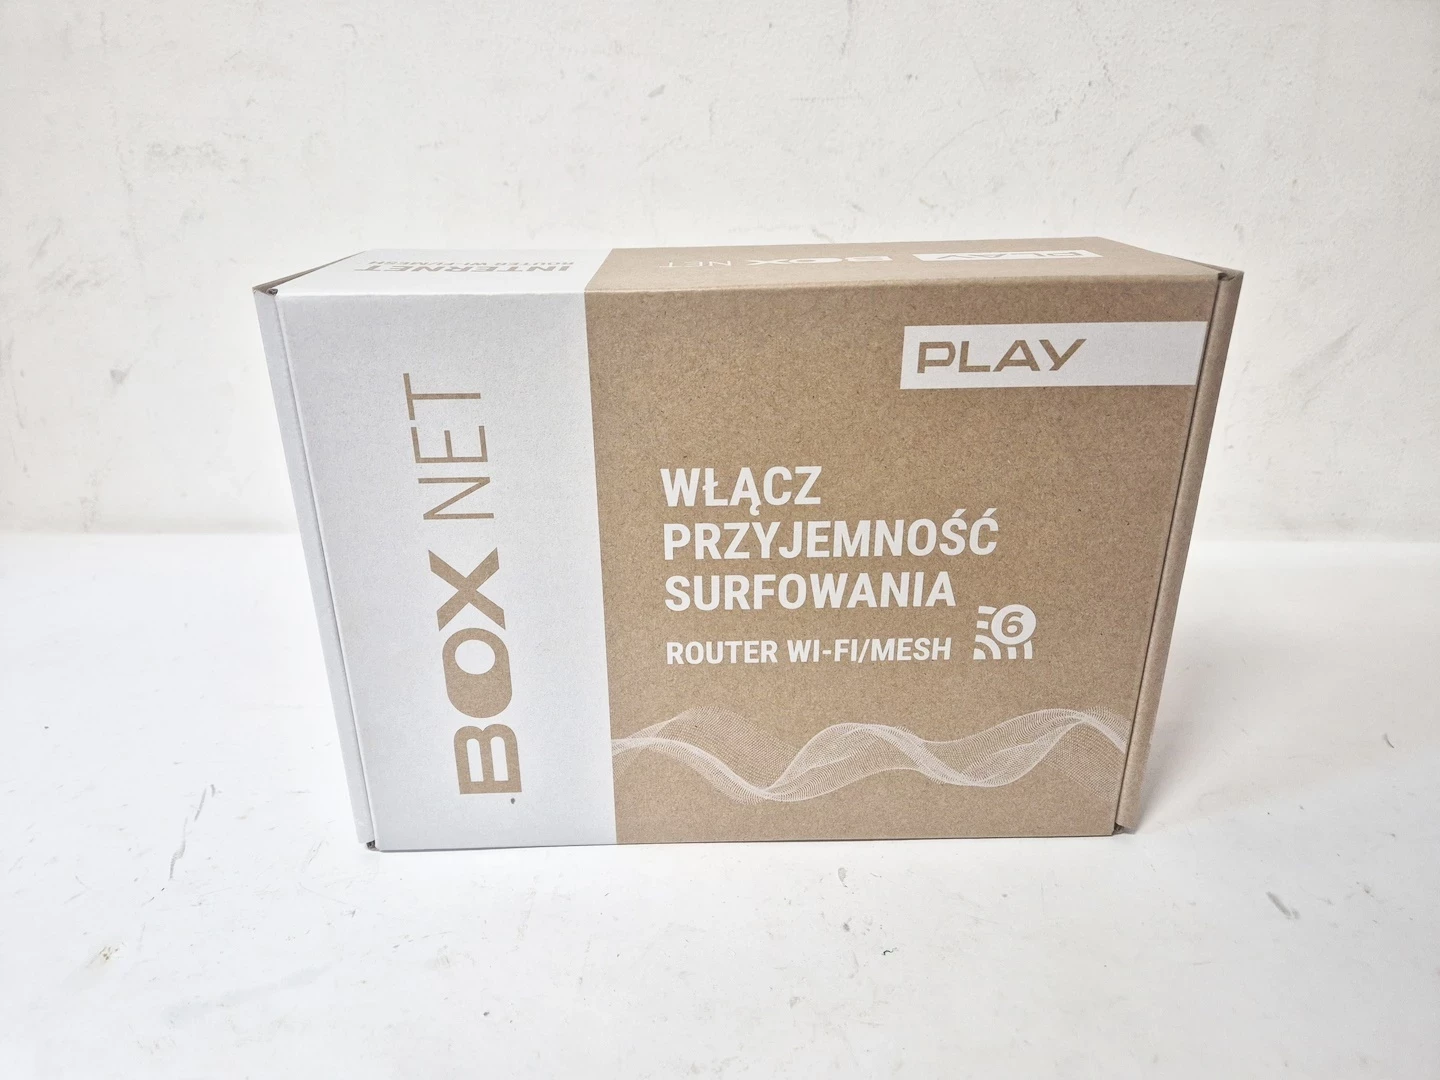 INTERNET
ROUTER WI-FI/MESH
PLAY BOX NET
BOX NET
PLAY
WŁĄCZ
PRZYJEMNOŚĆ
SURFOWANIA
ROUTER WI-FI/MESH 6